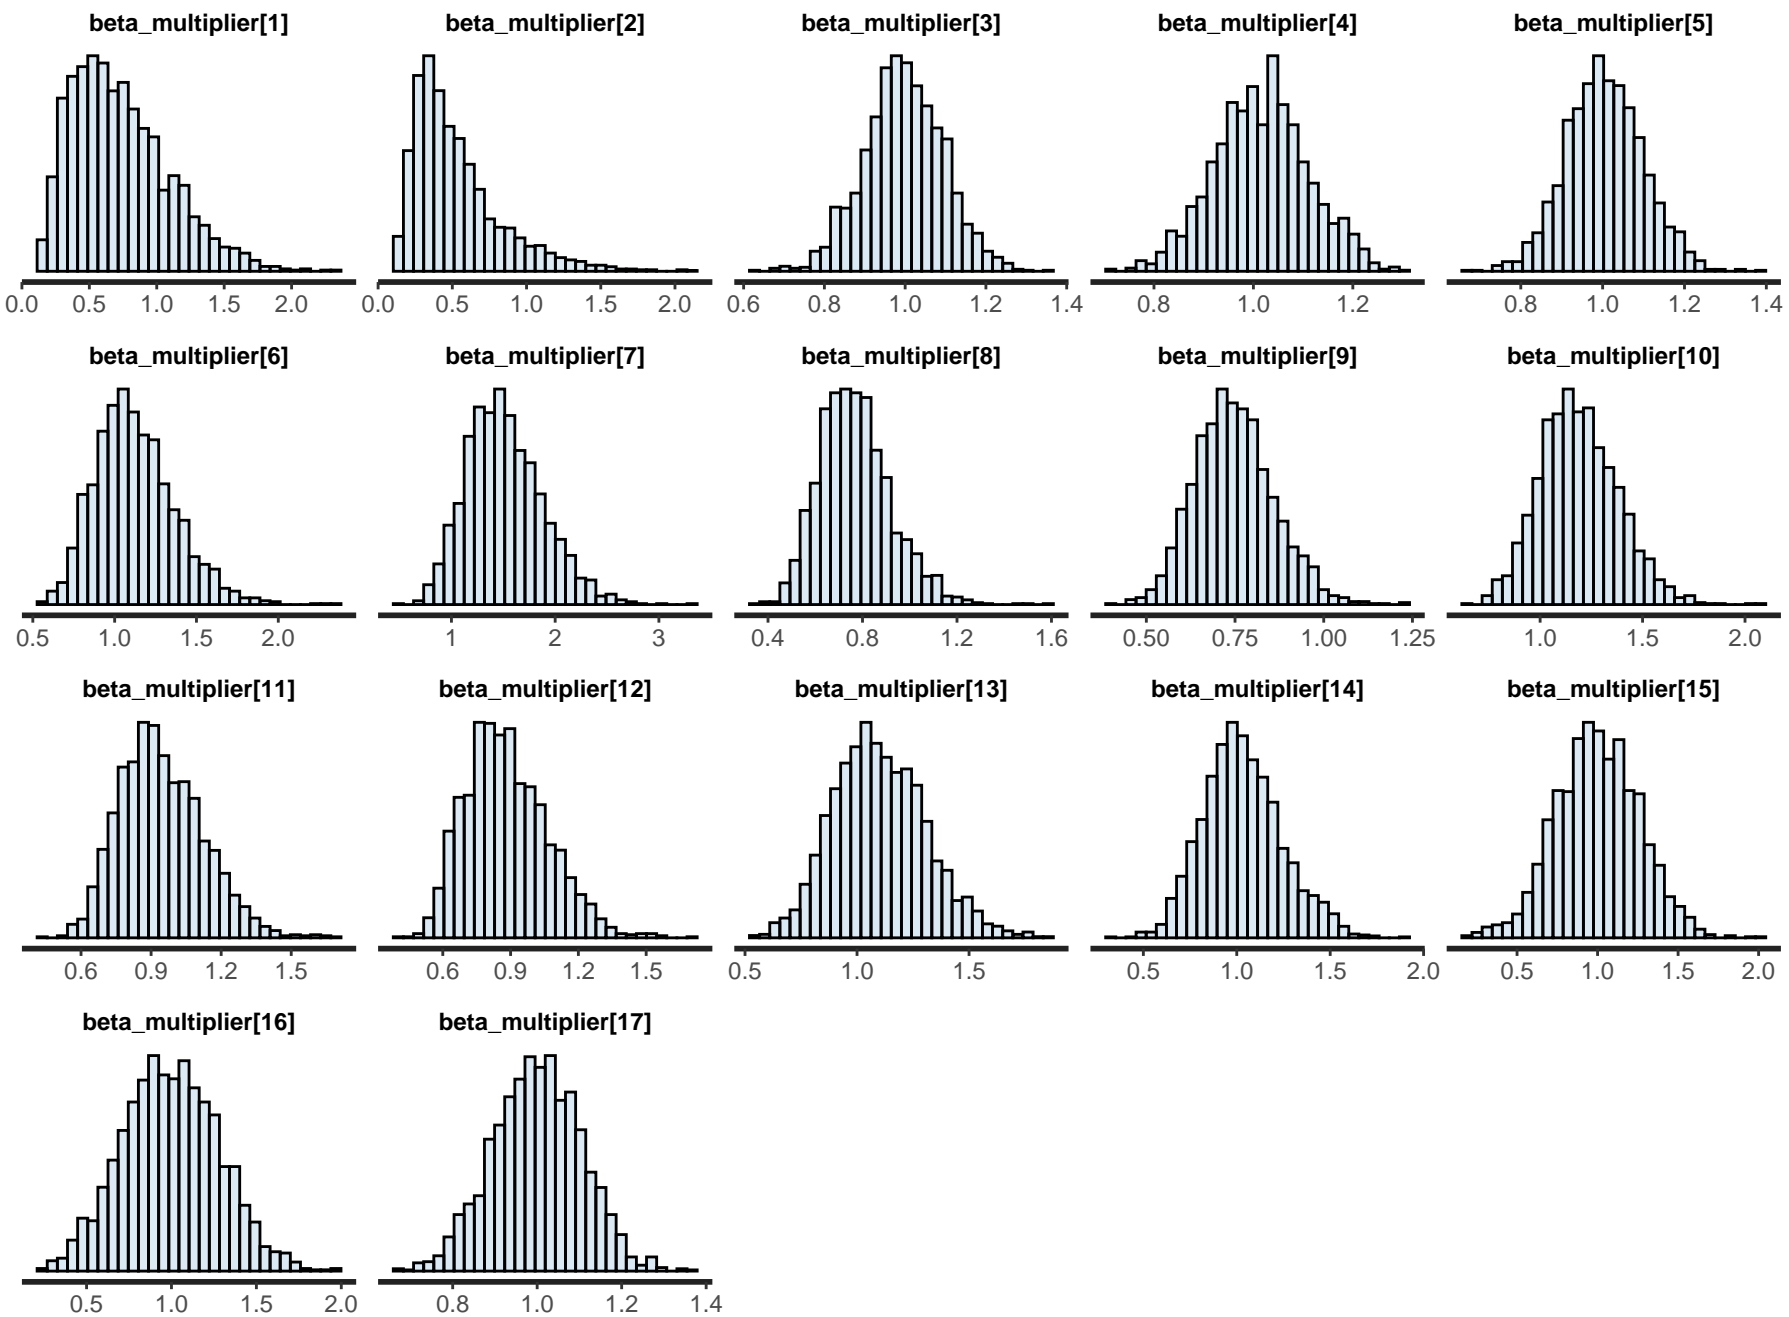 beta_multiplier[1] beta_multiplier[2] beta_multiplier[3] beta_multiplier[4] beta_multiplier[5]
0.0 0.5 1.0 1.5 2.0 0.0 0.5 1.0 1.5 2.0 0.6 0.8 1.0 1.2 1.4 0.8 1.0 1.2 0.8 1.0 1.2 1.4
beta_multiplier[6] beta_multiplier[7] beta_multiplier[8] beta_multiplier[9] beta_multiplier[10]
0.5 1.0 1.5 2.0 1 2 3 0.4 0.8 1.2 1.6 0.50 0.75 1.00 1.25 1.0 1.5 2.0
beta_multiplier[11] beta_multiplier[12] beta_multiplier[13] beta_multiplier[14] beta_multiplier[15]
0.6 0.9 1.2 1.5 0.6 0.9 1.2 1.5 0.5 1.0 1.5 0.5 1.0 1.5 2.0 0.5 1.0 1.5 2.0
beta_multiplier[16] beta_multiplier[17]
0.5 1.0 1.5 2.0 0.8 1.0 1.2 1.4